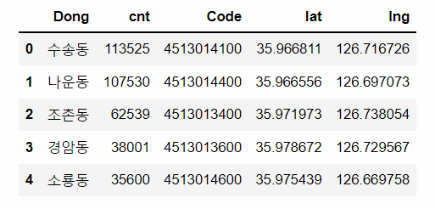 Dong cnt Code lat lng
0 수송동 113525 4513014100 35.966811 126.716726
1 나운동 107530 4513014400 35.966556 126.697073
2 조촌동 62539 4513013400 35.971973 126.738054
3 경암동 38001 4513013600 35.978672 126.729567
4 소룡동 35600 4513014600 35.975439 126.669758